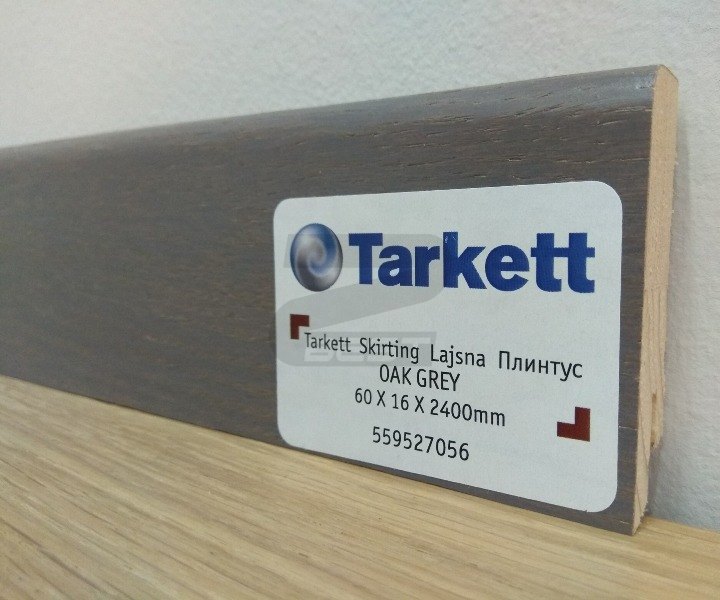 Tarkett
Tarkett Skirting Lajsna Плинтус
OAK GREY
60 X 16 X 2400mm
559527056